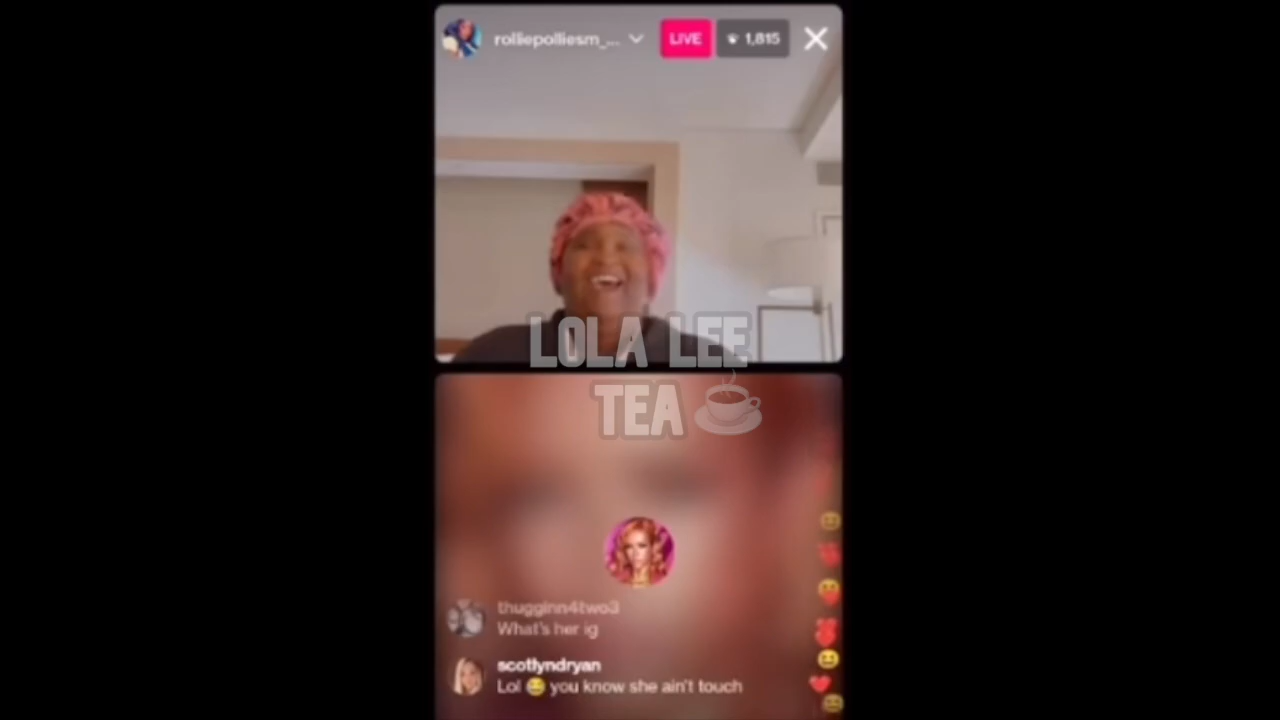 rolliepolliesm_...
LIVE
1,815
LOLA LEE
TEA
thugginn4two3
What's her ig
scotlyndryan
Lol 😂 you know she ain't touch